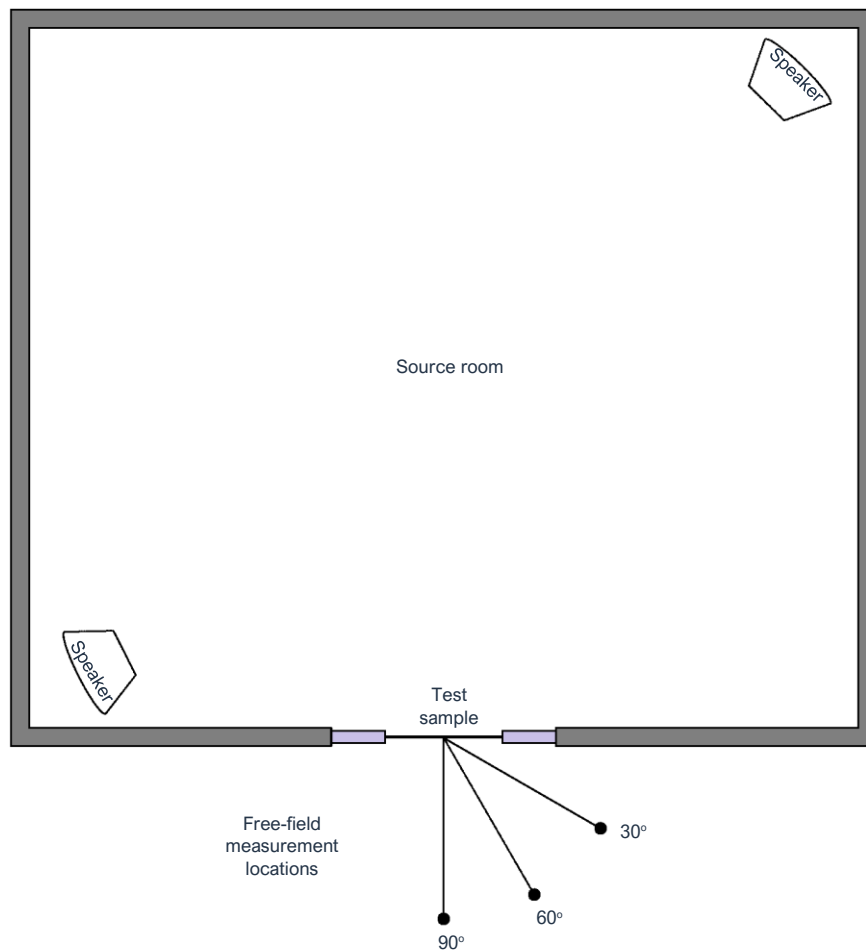 Speaker
Source room
Speaker
Test
sample
Free-field
measurement
locations
30°
60°
90°